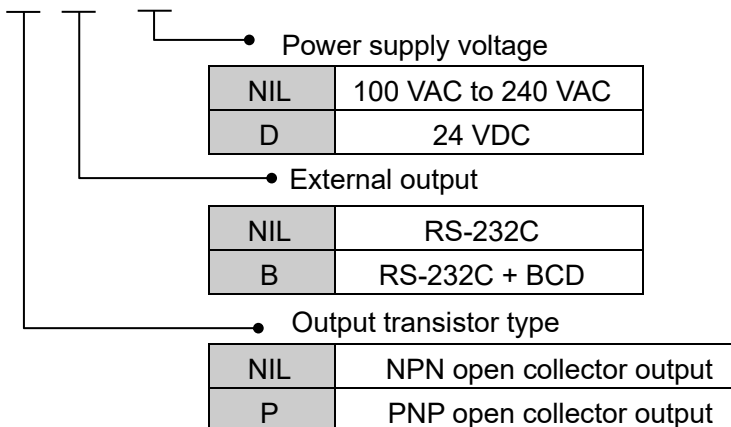 Power supply voltage
NIL 100 VAC to 240 VAC
D 24 VDC
External output
NIL RS-232C
B RS-232C + BCD
Output transistor type
NIL NPN open collector output
P PNP open collector output